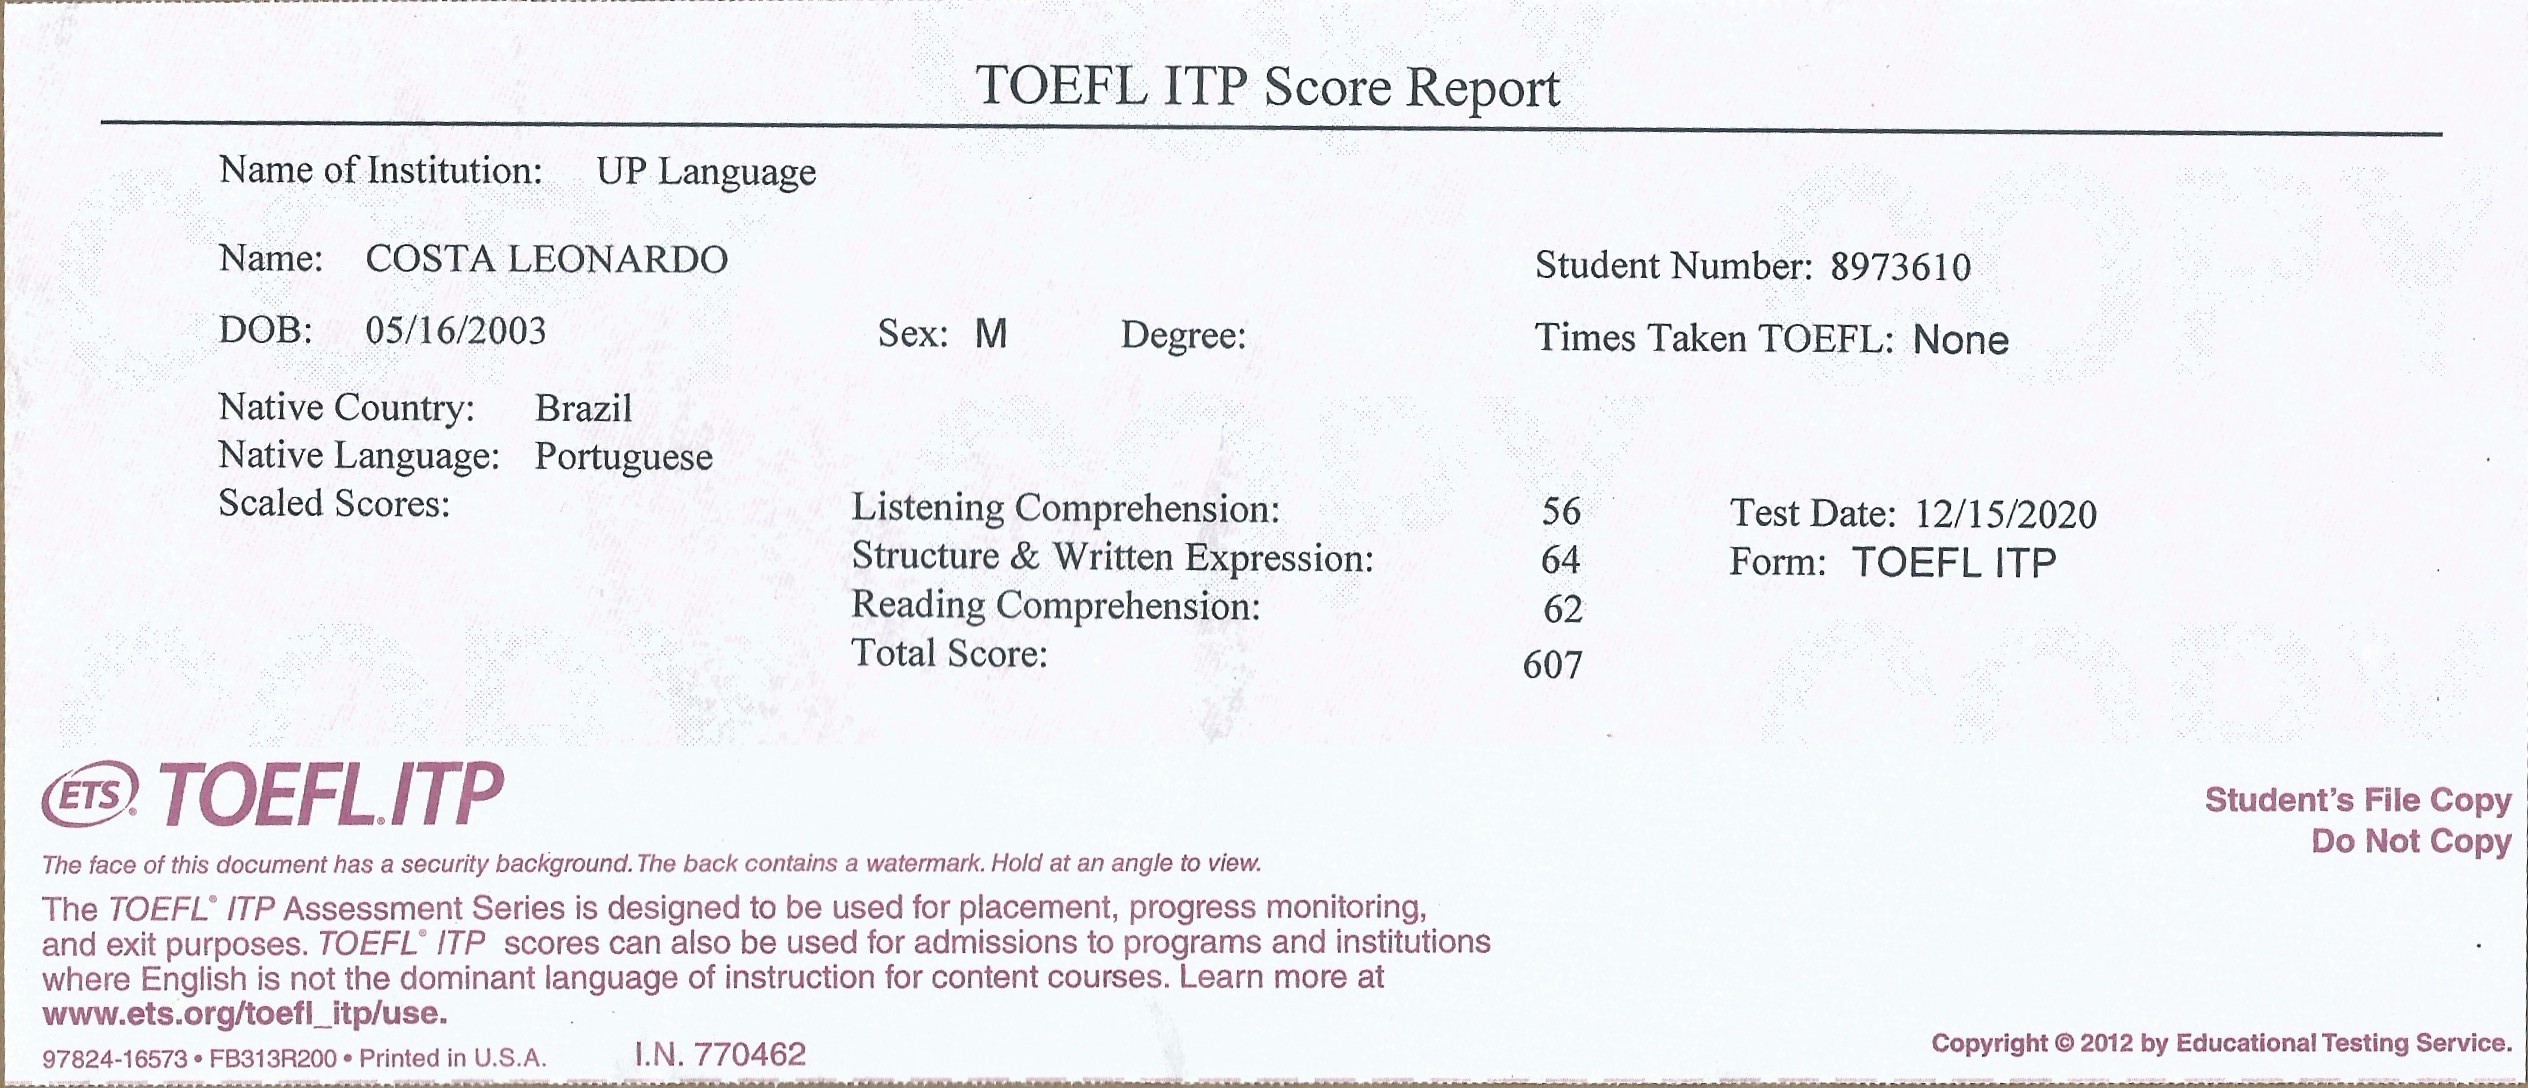 TOEFL ITP Score Report
Name of Institution: UP Language
Name: COSTA LEONARDO
Student Number: 8973610
DOB: 05/16/2003 Sex: M Degree: Times Taken TOEFL: None
Native Country: Brazil
Native Language: Portuguese
Scaled Scores: Listening Comprehension: 56 Test Date: 12/15/2020
Structure & Written Expression: 64 Form: TOEFL ITP
Reading Comprehension: 62
Total Score: 607
COPY
COPY
COPY
COPY
COPY
ETS® TOEFL® ITP
Student's File Copy
Do Not Copy
The face of this document has a security background. The back contains a watermark. Hold at an angle to view.
The TOEFL® ITP Assessment Series is designed to be used for placement, progress monitoring,
and exit purposes. TOEFL® ITP scores can also be used for admissions to programs and institutions
where English is not the dominant language of instruction for content courses. Learn more at
www.ets.org/toefl_itp/use.
97824-16573 • FB313R200 • Printed in U.S.A. I.N. 770462
Copyright © 2012 by Educational Testing Service.